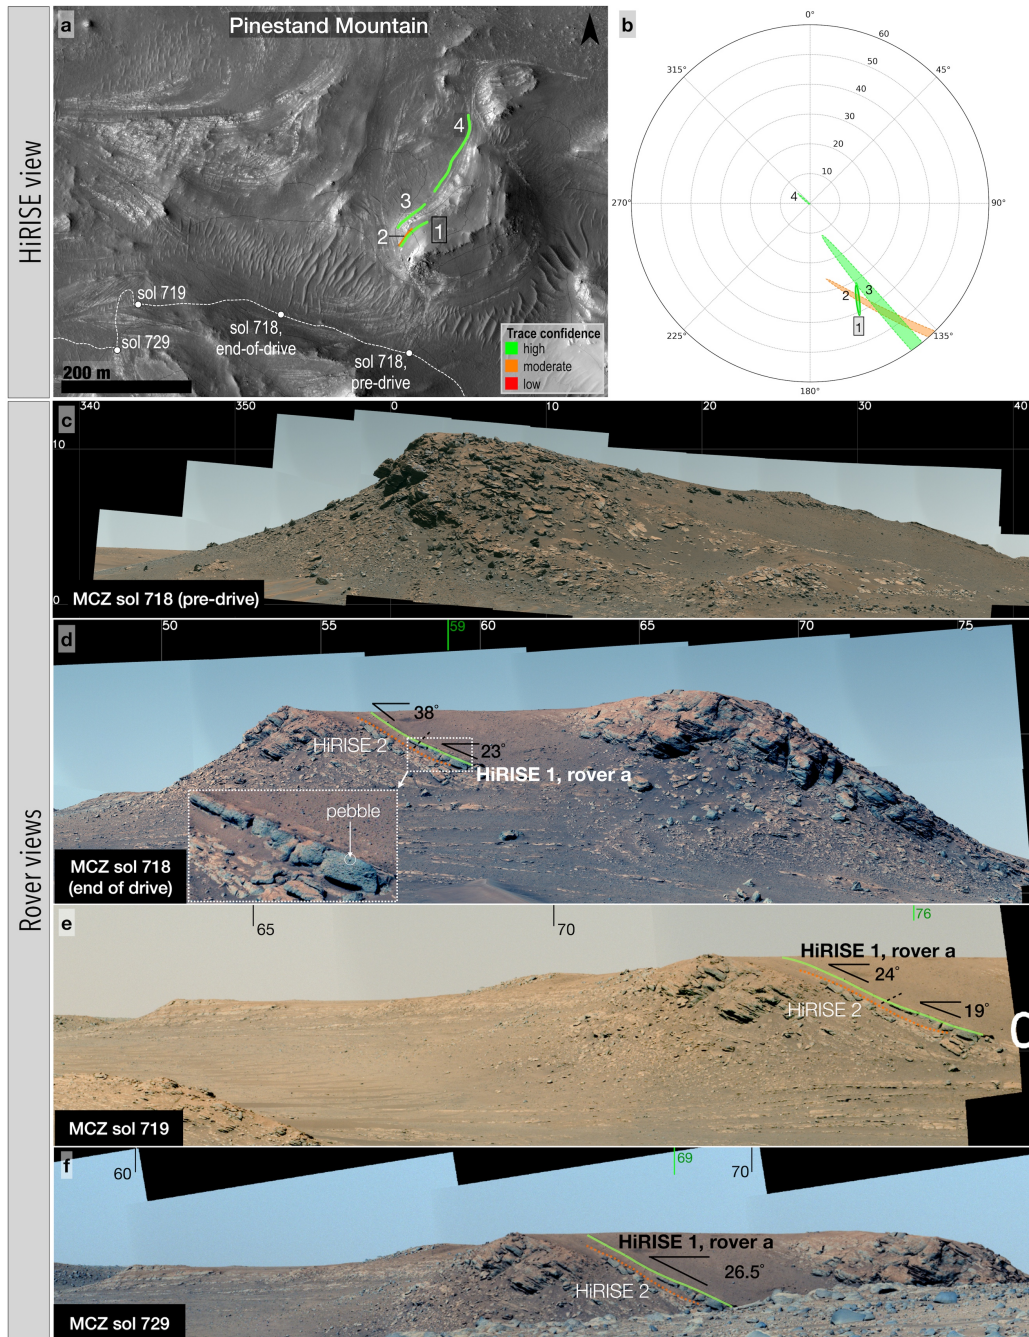 HiRISE view
a
Pinestand Mountain
4
3
2
1
sol 719
sol 718,
end-of-drive
sol 729
sol 718,
pre-drive
200 m
Trace confidence
high
moderate
low
b
0°
60
50
40
30
20
10
315°
45°
270°
90°
225°
135°
180°
4
2
3
1
Rover views
c
340
350
0
10
20
30
40
10
0
MCZ sol 718 (pre-drive)
d
50
55
59
60
65
70
75
38°
HiRISE 2
23°
HiRISE 1, rover a
pebble
MCZ sol 718
(end of drive)
e
65
70
76
HiRISE 1, rover a
24°
HiRISE 2
19°
MCZ sol 719
f
60
69
70
HiRISE 1, rover a
26.5°
HiRISE 2
MCZ sol 729